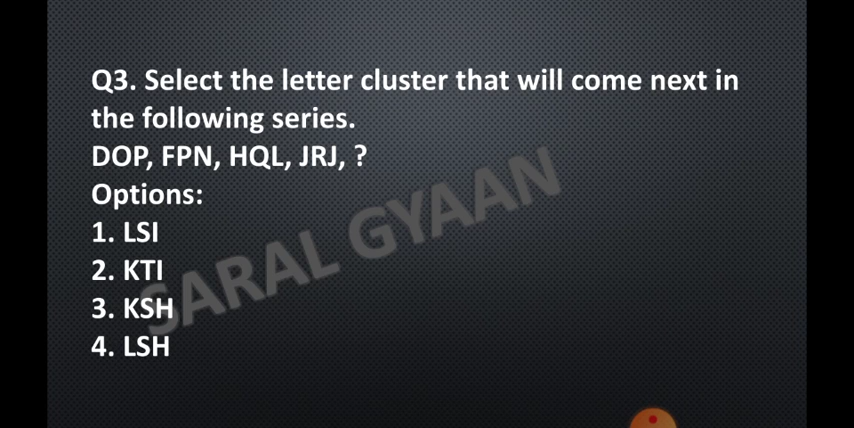 Q3. Select the letter cluster that will come next in
the following series.
DOP, FPN, HQL, JRJ, ?
Options:
1. LSI
2. KTI
3. KSH
4. LSH
SARAL GYAAN